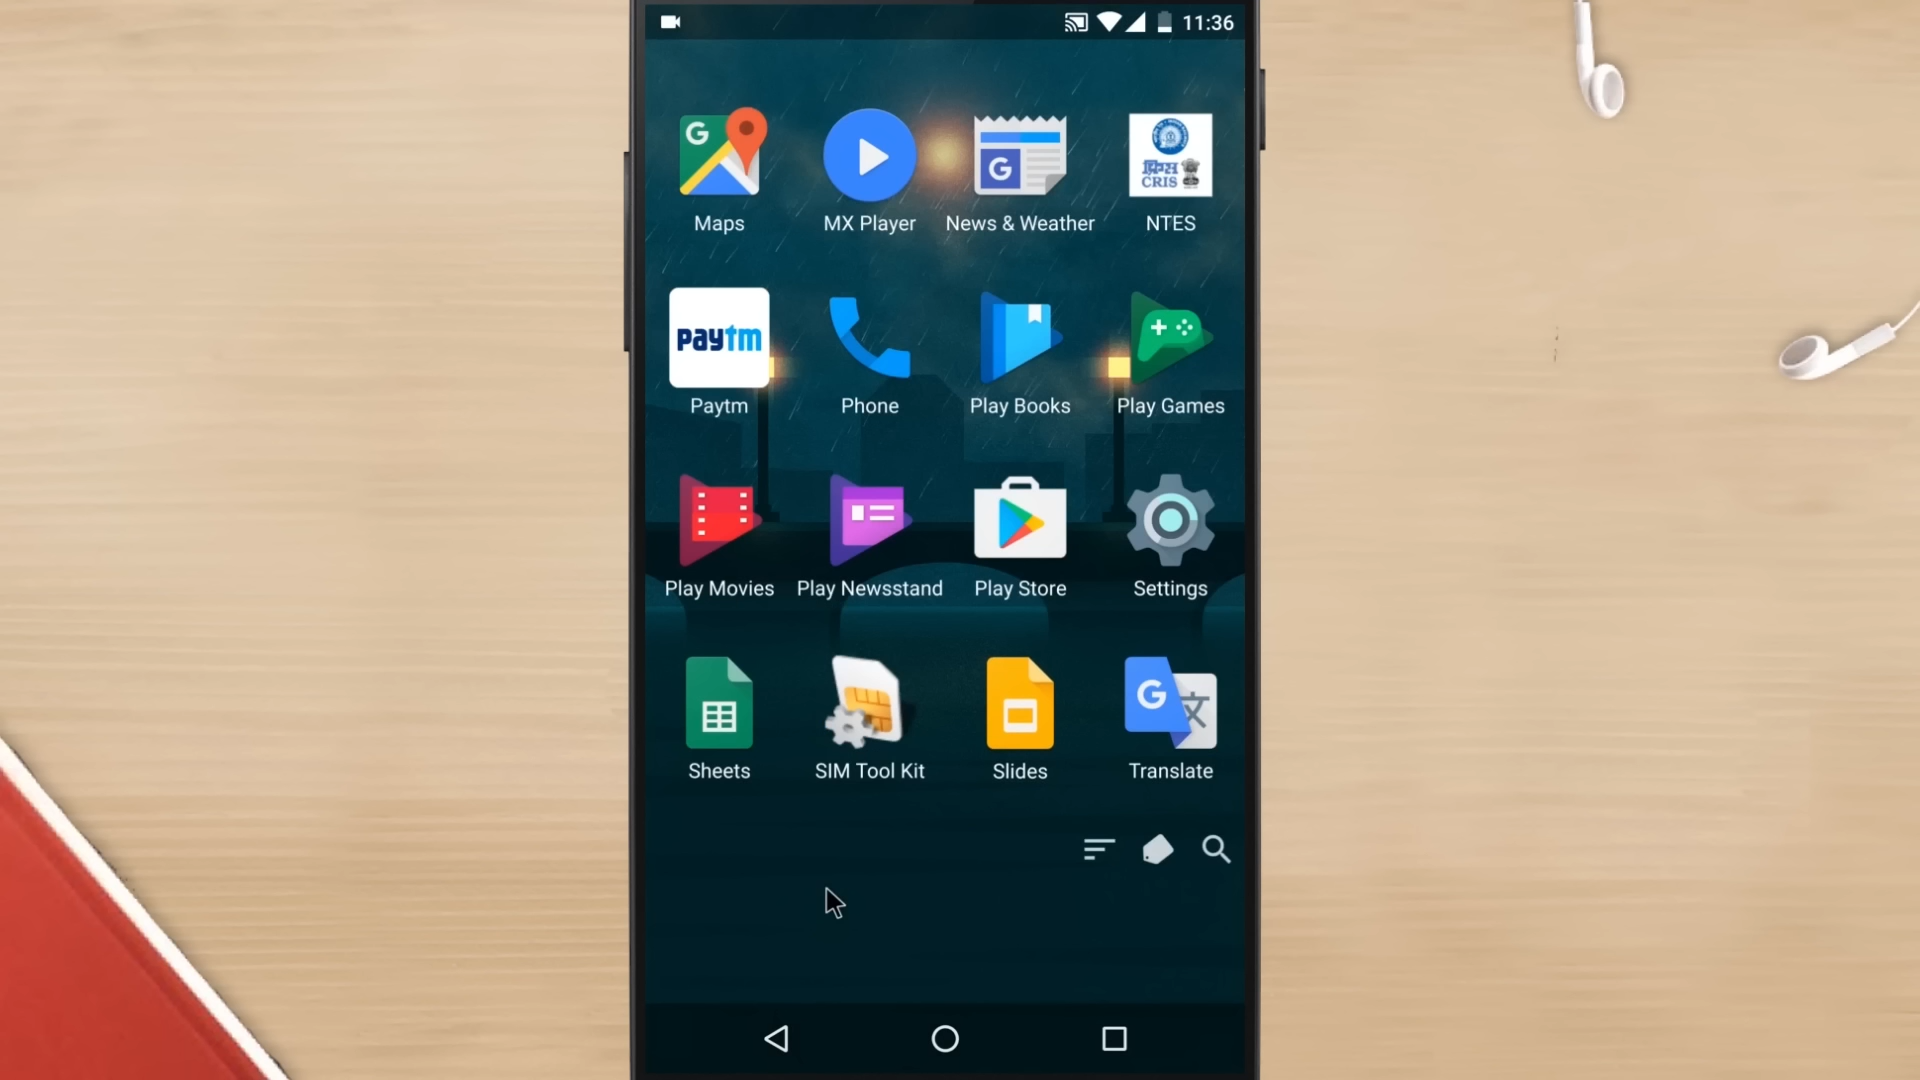 11:36
G
Maps
MX Player
G
News & Weather
क्रिस
CRIS
NTES
paytm
Paytm
Phone
Play Books
Play Games
Play Movies
Play Newsstand
Play Store
Settings
Sheets
SIM Tool Kit
Slides
G
文
Translate